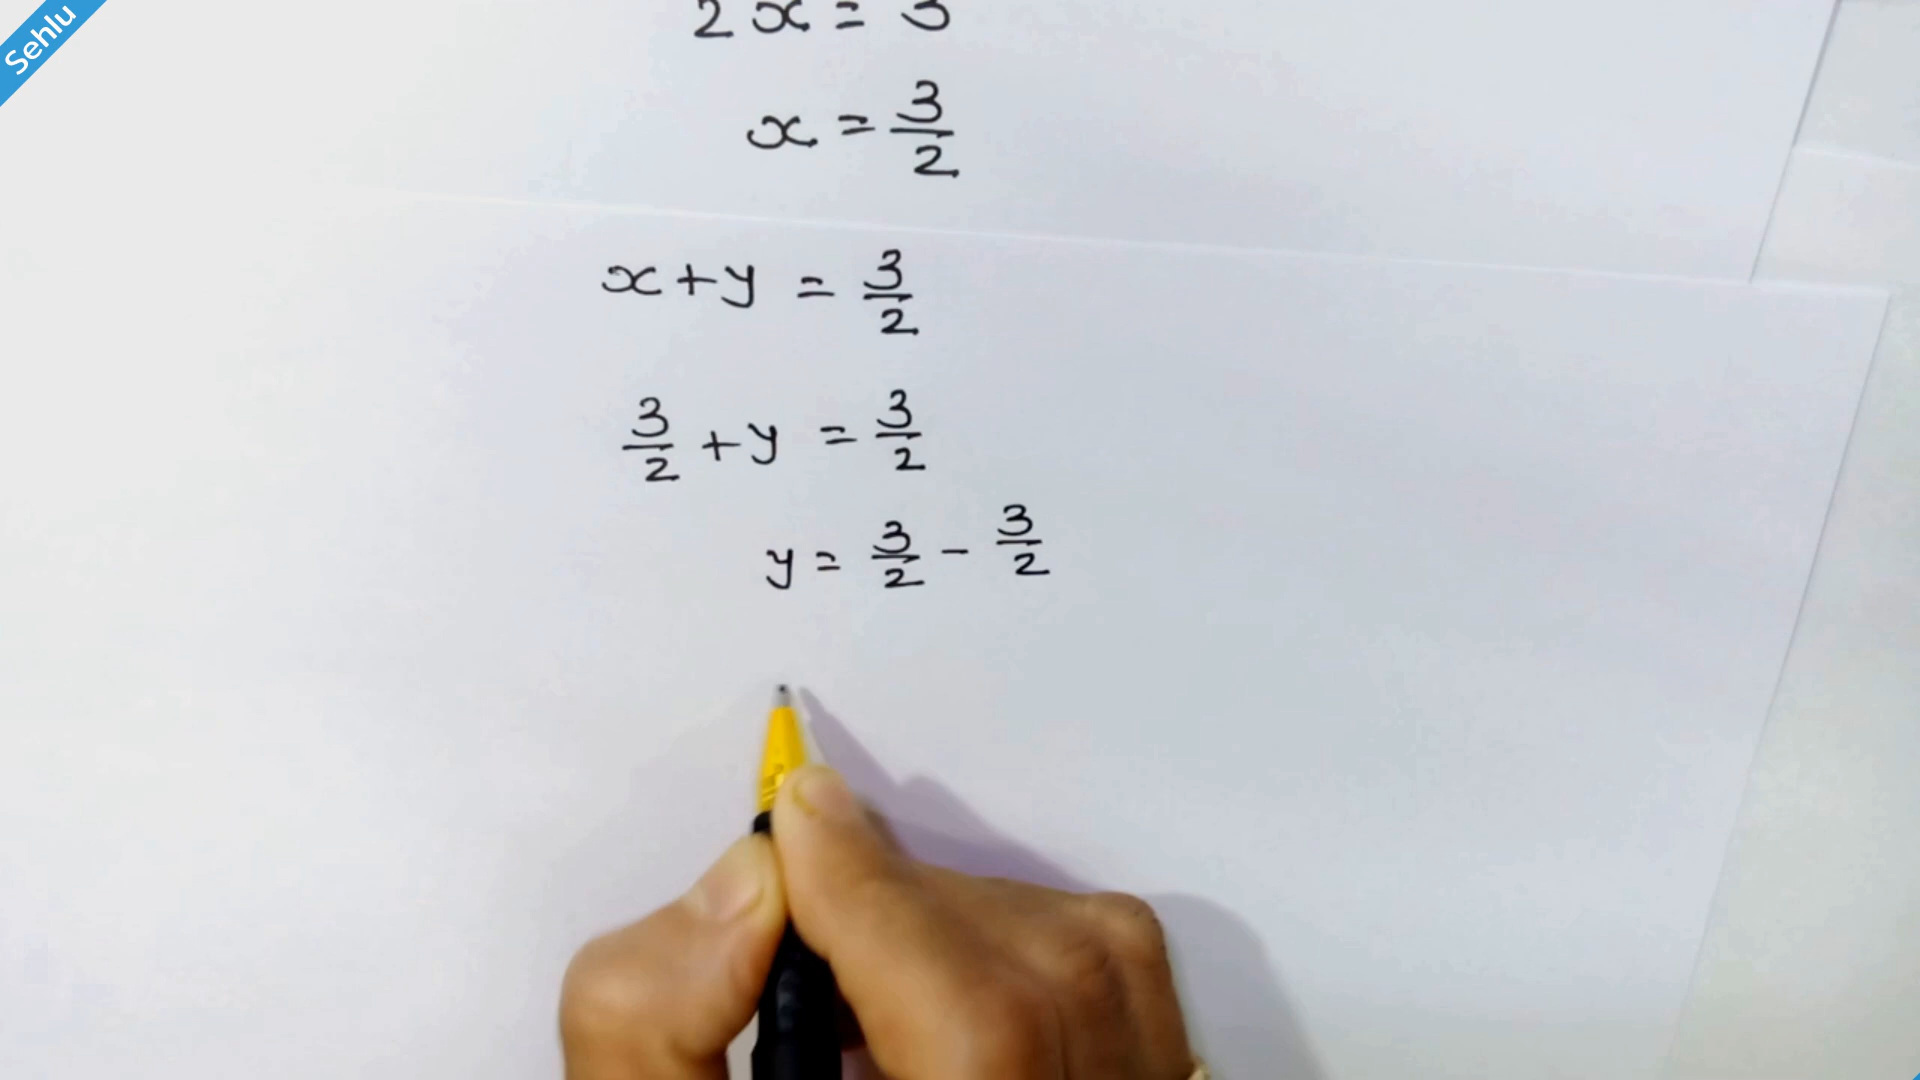 Sehlu
2x = 3
x = 3/2
x + y = 3/2
3/2 + y = 3/2
y = 3/2 - 3/2